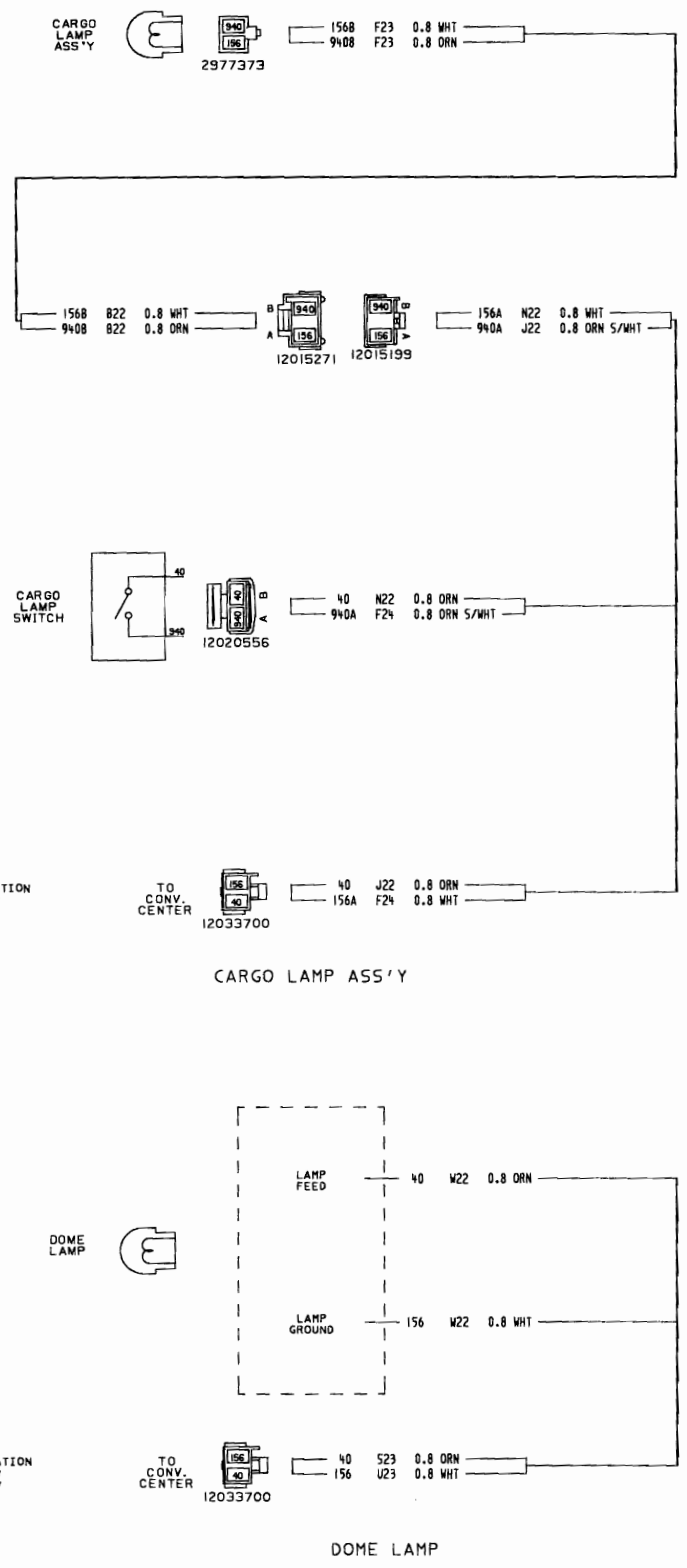 CARGO
LAMP
ASS'Y
940
156
2977373
156B F23 0.8 WHT
940B F23 0.8 ORN
156B B22 0.8 WHT
940B B22 0.8 ORN
B
A
940
156
12015271
940
156
B
A
12015199
156A N22 0.8 WHT
940A J22 0.8 ORN S/WHT
CARGO
LAMP
SWITCH
40
940
40
940
B
A
12020556
40 N22 0.8 ORN
940A F24 0.8 ORN S/WHT
TION
TO
CONV.
CENTER
156
40
12033700
40 J22 0.8 ORN
156A F24 0.8 WHT
CARGO LAMP ASS'Y
LAMP
FEED
40 W22 0.8 ORN
DOME
LAMP
LAMP
GROUND
156 W22 0.8 WHT
ATION
TO
CONV.
CENTER
156
40
12033700
40 S23 0.8 ORN
156 U23 0.8 WHT
DOME LAMP